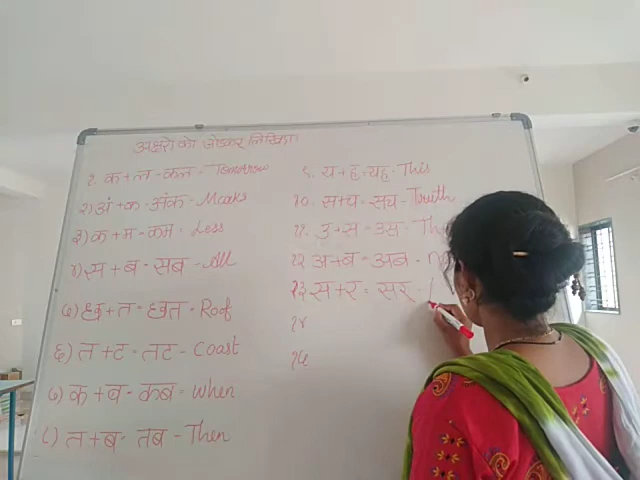 अक्षरो को जोडकर लिखिए।
१. क + ल - कल - Tomorrow
२) अं + क - अंक - Marks
३) क + म - कम - Less
४) स + ब - सब - All
५) छ + त - छत - Roof
६) त + ट = तट - Coast
७) क + ब - कब = When
८) त + ब - तब - Then
९. य + ह - यह - This
१०. स + च - सच - Truth
११. उ + स - उस -
१२ अ + ब - अब -
१३ स + र = सर -
१४
१५